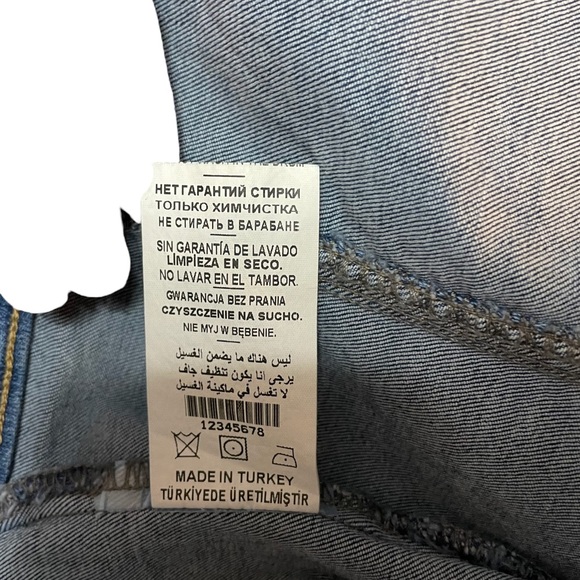 НЕТ ГАРАНТИЙ СТИРКИ
ТОЛЬКО ХИМЧИСТКА
НЕ СТИРАТЬ В БАРАБАНЕ
SIN GARANTÍA DE LAVADO
LIMPIEZA EN SECO.
NO LAVAR EN EL TAMBOR.
GWARANCJA BEZ PRANIA
CZYSZCZENIE NA SUCHO.
NIE MYJ W BĘBENIE.
ليس هناك ما يضمن الغسيل
يرجى انا يكون تنظيف جاف
لا تغسل في ماكينة الغسيل
12345678
MADE IN TURKEY
TÜRKİYEDE ÜRETİLMİŞTİR